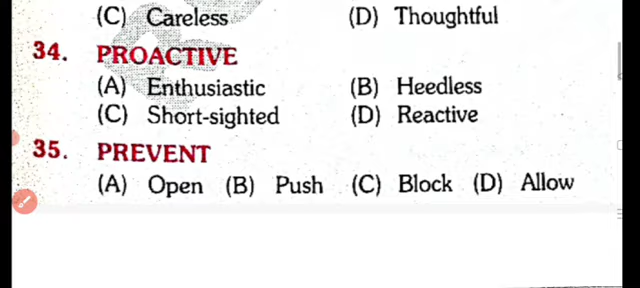 (C) Careless (D) Thoughtful
34. PROACTIVE
(A) Enthusiastic (B) Heedless
(C) Short-sighted (D) Reactive
35. PREVENT
(A) Open (B) Push (C) Block (D) Allow